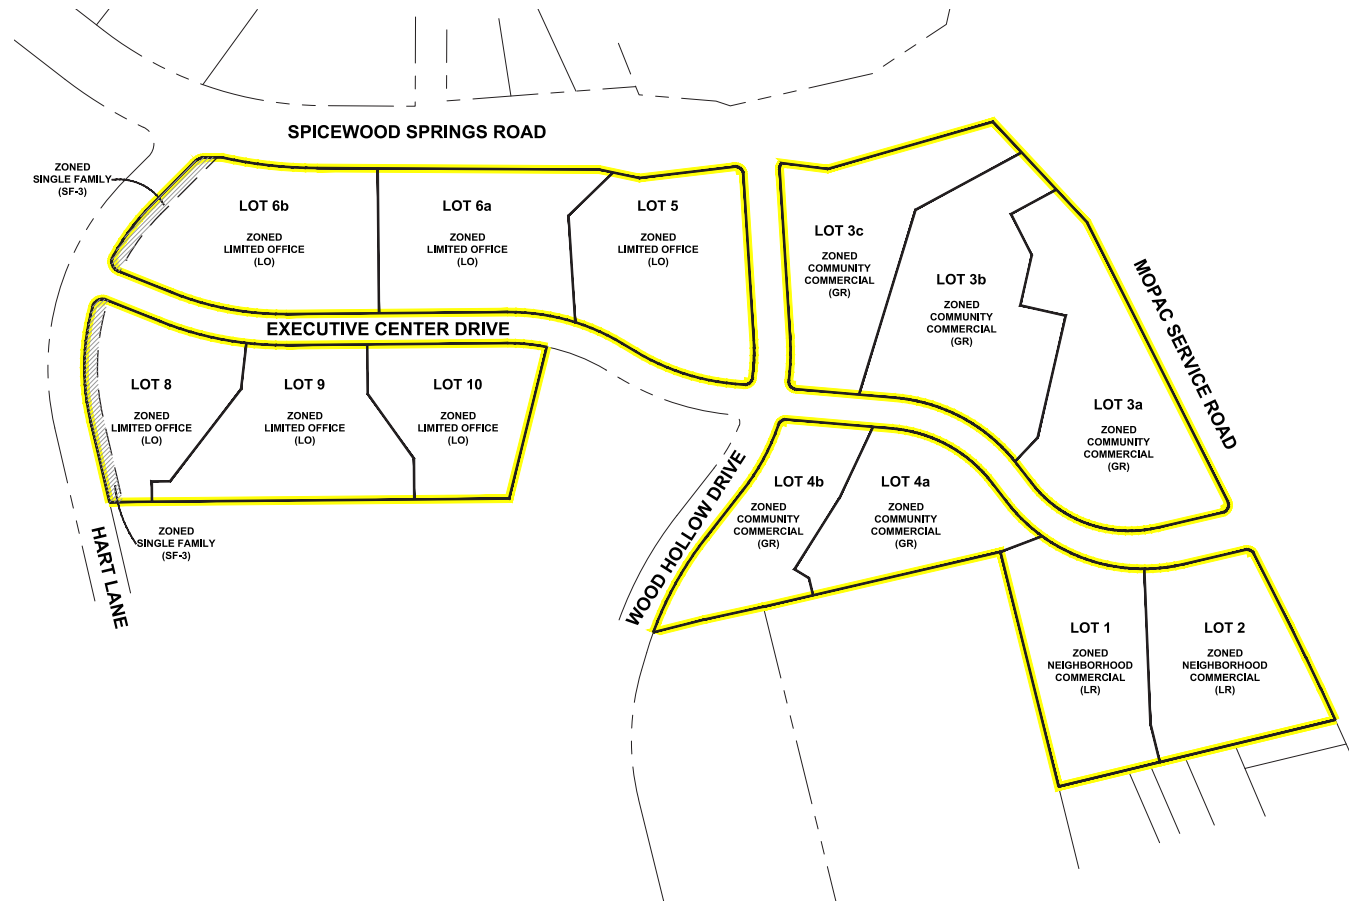 SPICEWOOD SPRINGS ROAD
ZONED
SINGLE FAMILY
(SF-3)
LOT 6b
ZONED
LIMITED OFFICE
(LO)
LOT 6a
ZONED
LIMITED OFFICE
(LO)
LOT 5
ZONED
LIMITED OFFICE
(LO)
LOT 3c
ZONED
COMMUNITY
COMMERCIAL
(GR)
LOT 3b
ZONED
COMMUNITY
COMMERCIAL
(GR)
MOPAC SERVICE ROAD
EXECUTIVE CENTER DRIVE
LOT 8
ZONED
LIMITED OFFICE
(LO)
LOT 9
ZONED
LIMITED OFFICE
(LO)
LOT 10
ZONED
LIMITED OFFICE
(LO)
LOT 3a
ZONED
COMMUNITY
COMMERCIAL
(GR)
HART LANE
ZONED
SINGLE FAMILY
(SF-3)
WOOD HOLLOW DRIVE
LOT 4b
ZONED
COMMUNITY
COMMERCIAL
(GR)
LOT 4a
ZONED
COMMUNITY
COMMERCIAL
(GR)
LOT 1
ZONED
NEIGHBORHOOD
COMMERCIAL
(LR)
LOT 2
ZONED
NEIGHBORHOOD
COMMERCIAL
(LR)